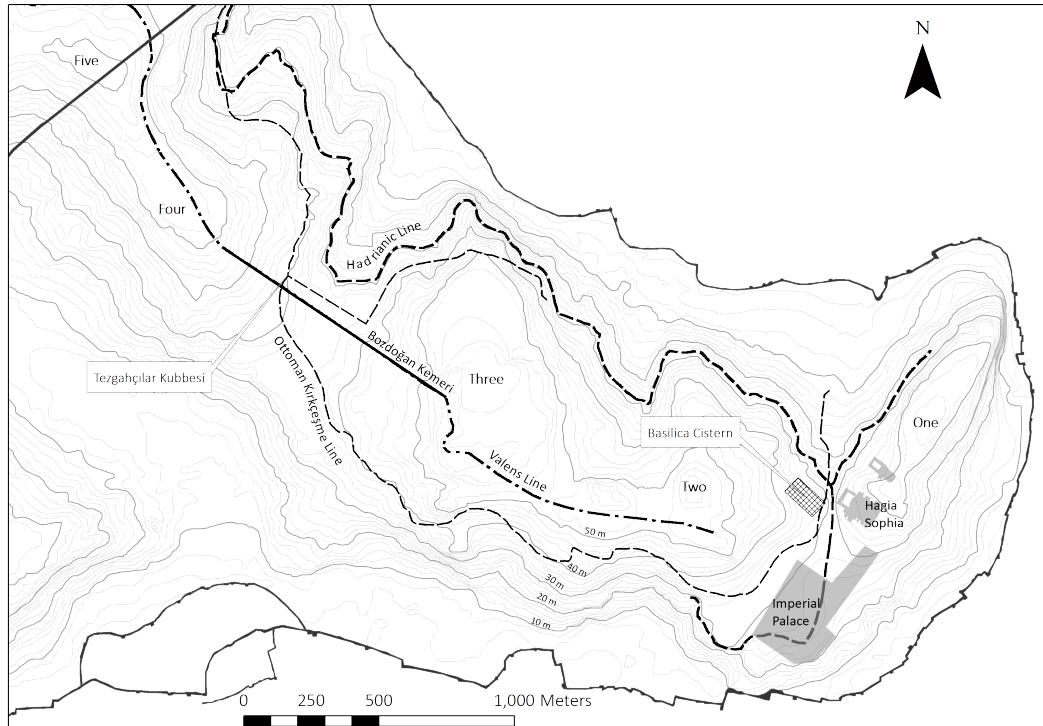 N
Five
Four
Hadrianic Line
Bozdoğan Kemeri
Tezgahçılar Kubbesi
Three
Ottoman Kırkçeşme Line
One
Basilica Cistern
Valens Line
Two
Hagia
Sophia
50 m
40 m
30 m
20 m
10 m
Imperial
Palace
0 250 500 1,000 Meters